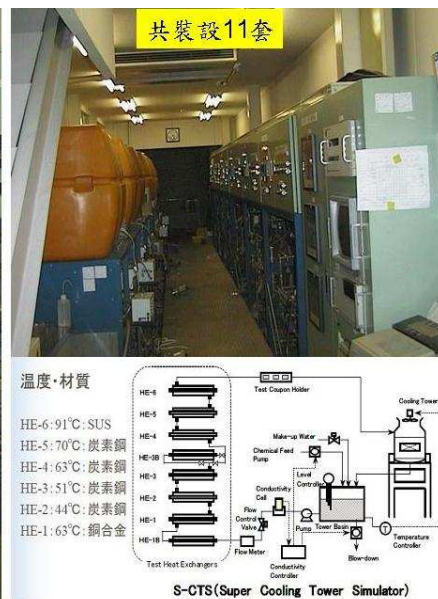 共裝設11套
温度·材質
HE-6:91℃:SUS
HE-5:70℃:炭素鋼
HE-4:63℃:炭素鋼
HE-3:51℃:炭素鋼
HE-2:44℃:炭素鋼
HE-1:63℃:銅合金
HE-6
HE-5
HE-4
HE-3B
HE-3
HE-2
HE-1
HE-1B
Test Heat Exchangers
Test Coupon Holder
Cooling Tower
Make-up Water
Chemical Feed
Pump
Level
Controller
Conductivity
Cell
Flow
Control
Valve
Flow Meter
Pump
Tower Basin
Conductivity
Controller
Blow-down
T
Temperature
Controller
S-CTS(Super Cooling Tower Simulator)